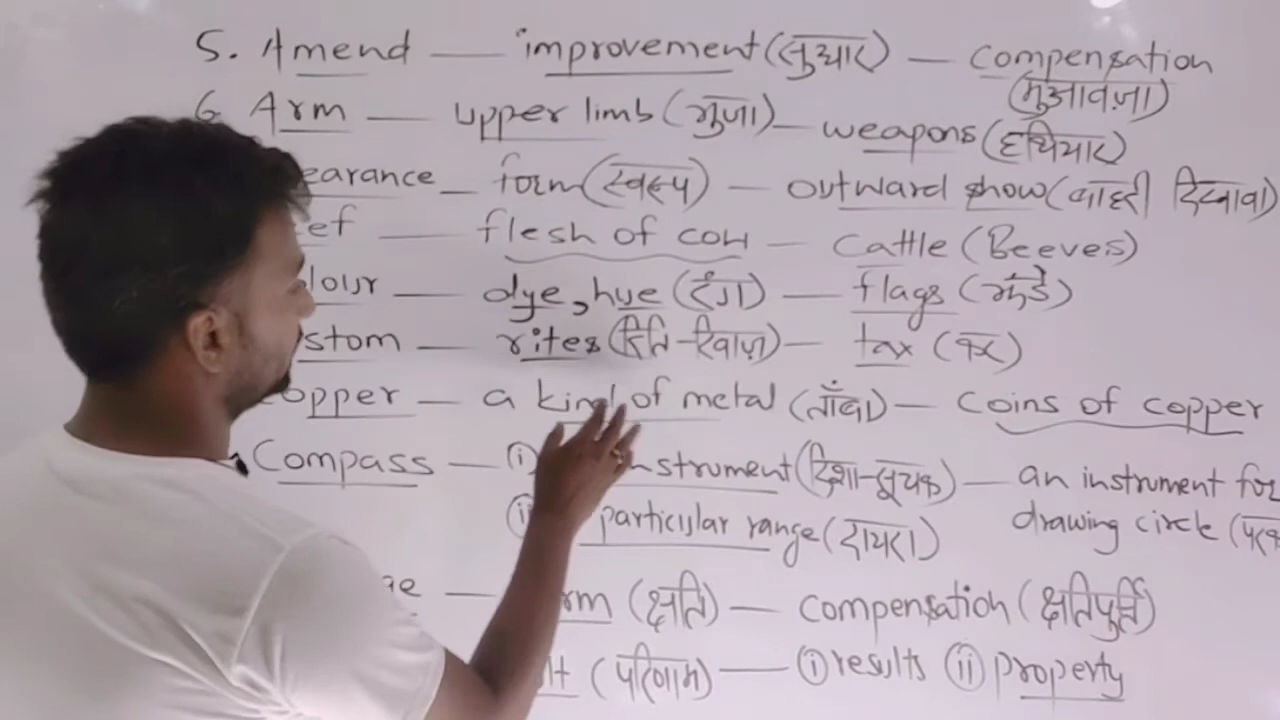 5. Amend — improvement (सुधार) — compensation
(मुआवज़ा)
6 Arm — upper limb (भुजा) — weapons (हथियार)
earance — form (स्वरूप) — outward show (बाहरी दिखावा)
ef — flesh of cow — cattle (Beeves)
lour — dye, hue (रंग) — flags (झंडे)
stom — rites (रिति-रिवाज़) — tax (कर)
opper — a kind of metal (ताँबा) — coins of copper
Compass — (i) instrument (दिशा-सूचक) — an instrument for
(ii) particular range (दायरा) drawing circle
ge — rm (क्षति) — compensation (क्षतिपूर्ति)
lt (परिणाम) — (i) results (ii) property